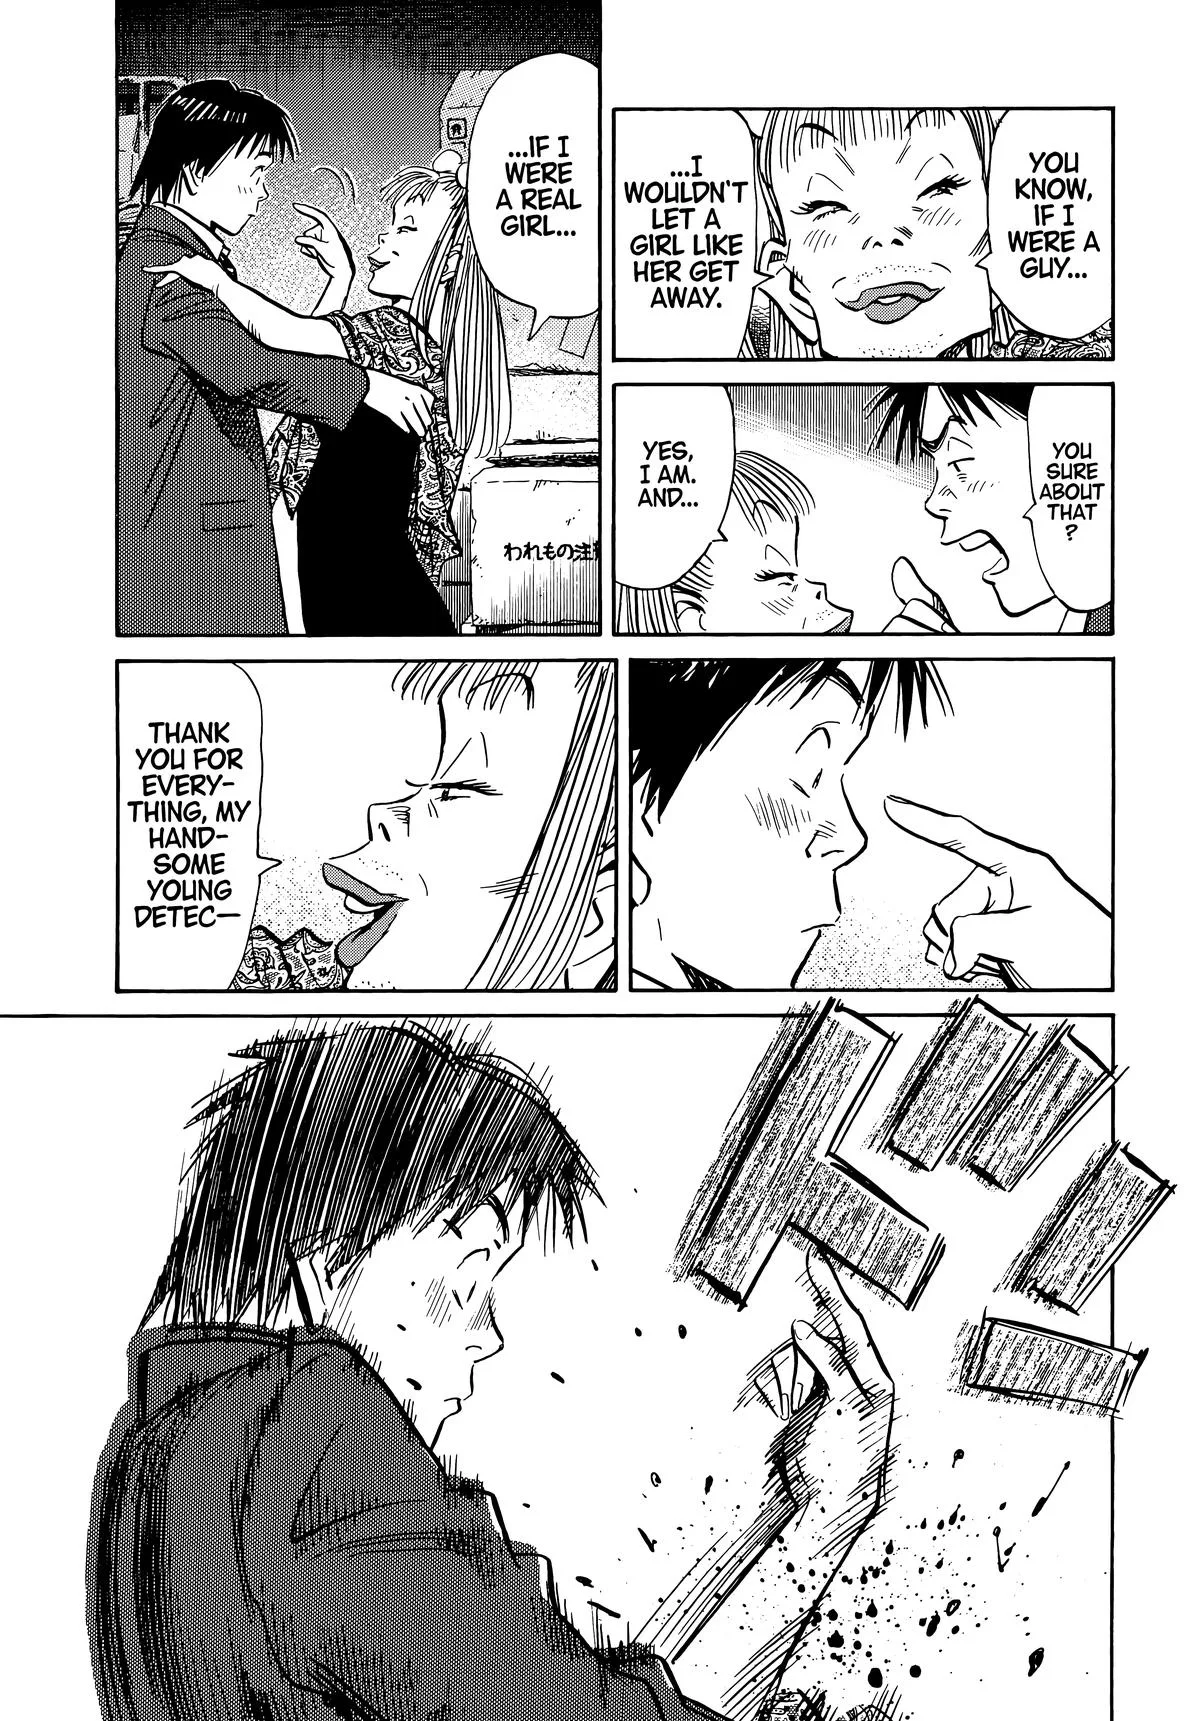 YOU
KNOW,
IF I
WERE A
GUY...
...I
WOULDN'T
LET A
GIRL LIKE
HER GET
AWAY.
YOU
SURE
ABOUT
THAT
?
YES,
I AM.
AND...
...IF I
WERE
A REAL
GIRL...
われもの注
THANK
YOU FOR
EVERY-
THING, MY
HAND-
SOME
YOUNG
DETEC—